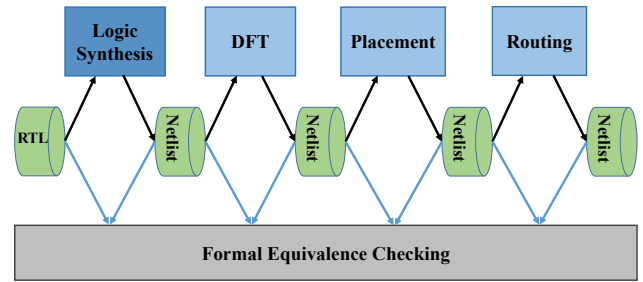 Logic
Synthesis
DFT
Placement
Routing
RTL
Netlist
Netlist
Netlist
Netlist
Formal Equivalence Checking